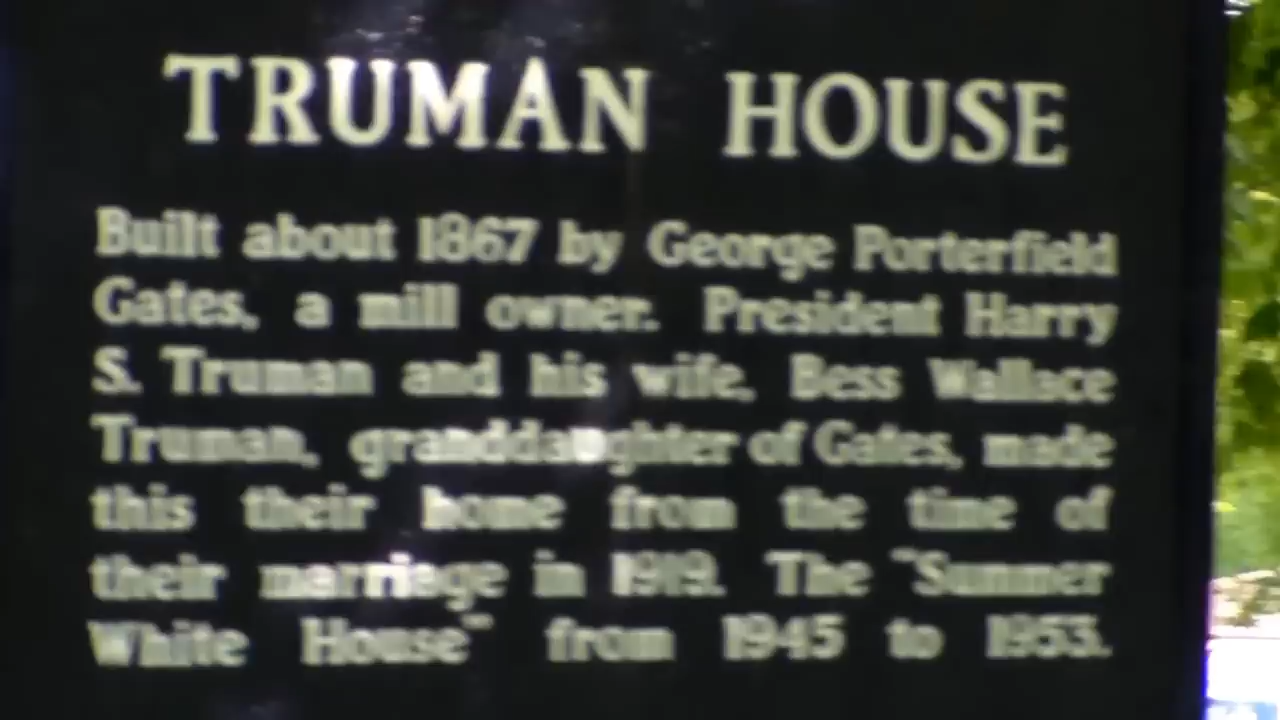 TRUMAN HOUSE
Built about 1867 by George Porterfield
Gates, a mill owner. President Harry
S. Truman and his wife, Bess Wallace
Truman, granddaughter of Gates, made
this their home from the time of
their marriage in 1919. The "Summer
White House" from 1945 to 1953.